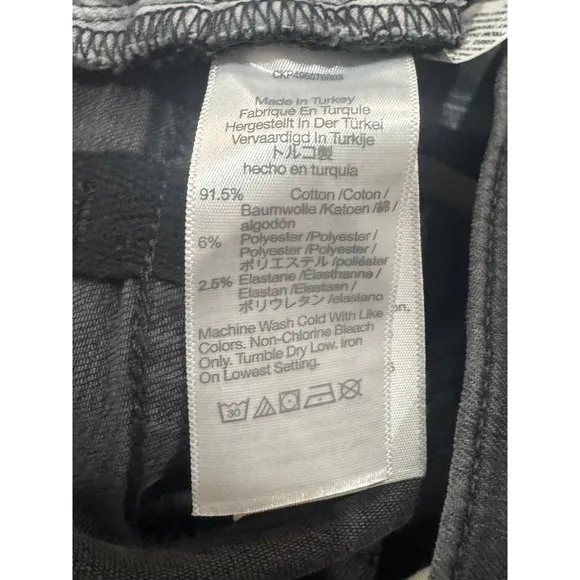 Made In Turkey
Fabriqué En Turquie
Hergestellt In Der Türkei
Vervaardigd In Turkije
トルコ製
hecho en turquía
91.5% Cotton /Coton /
Baumwolle /Katoen /綿 /
algodón
6% Polyester /Polyester /
Polyester /Polyester /
ポリエステル /poliéster
2.5% Elastane /Élasthanne /
Elastan /Elastaan /
ポリウレタン /elastano
Machine Wash Cold With Like
Colors. Non-Chlorine Bleach
Only. Tumble Dry Low. Iron
On Lowest Setting.
30